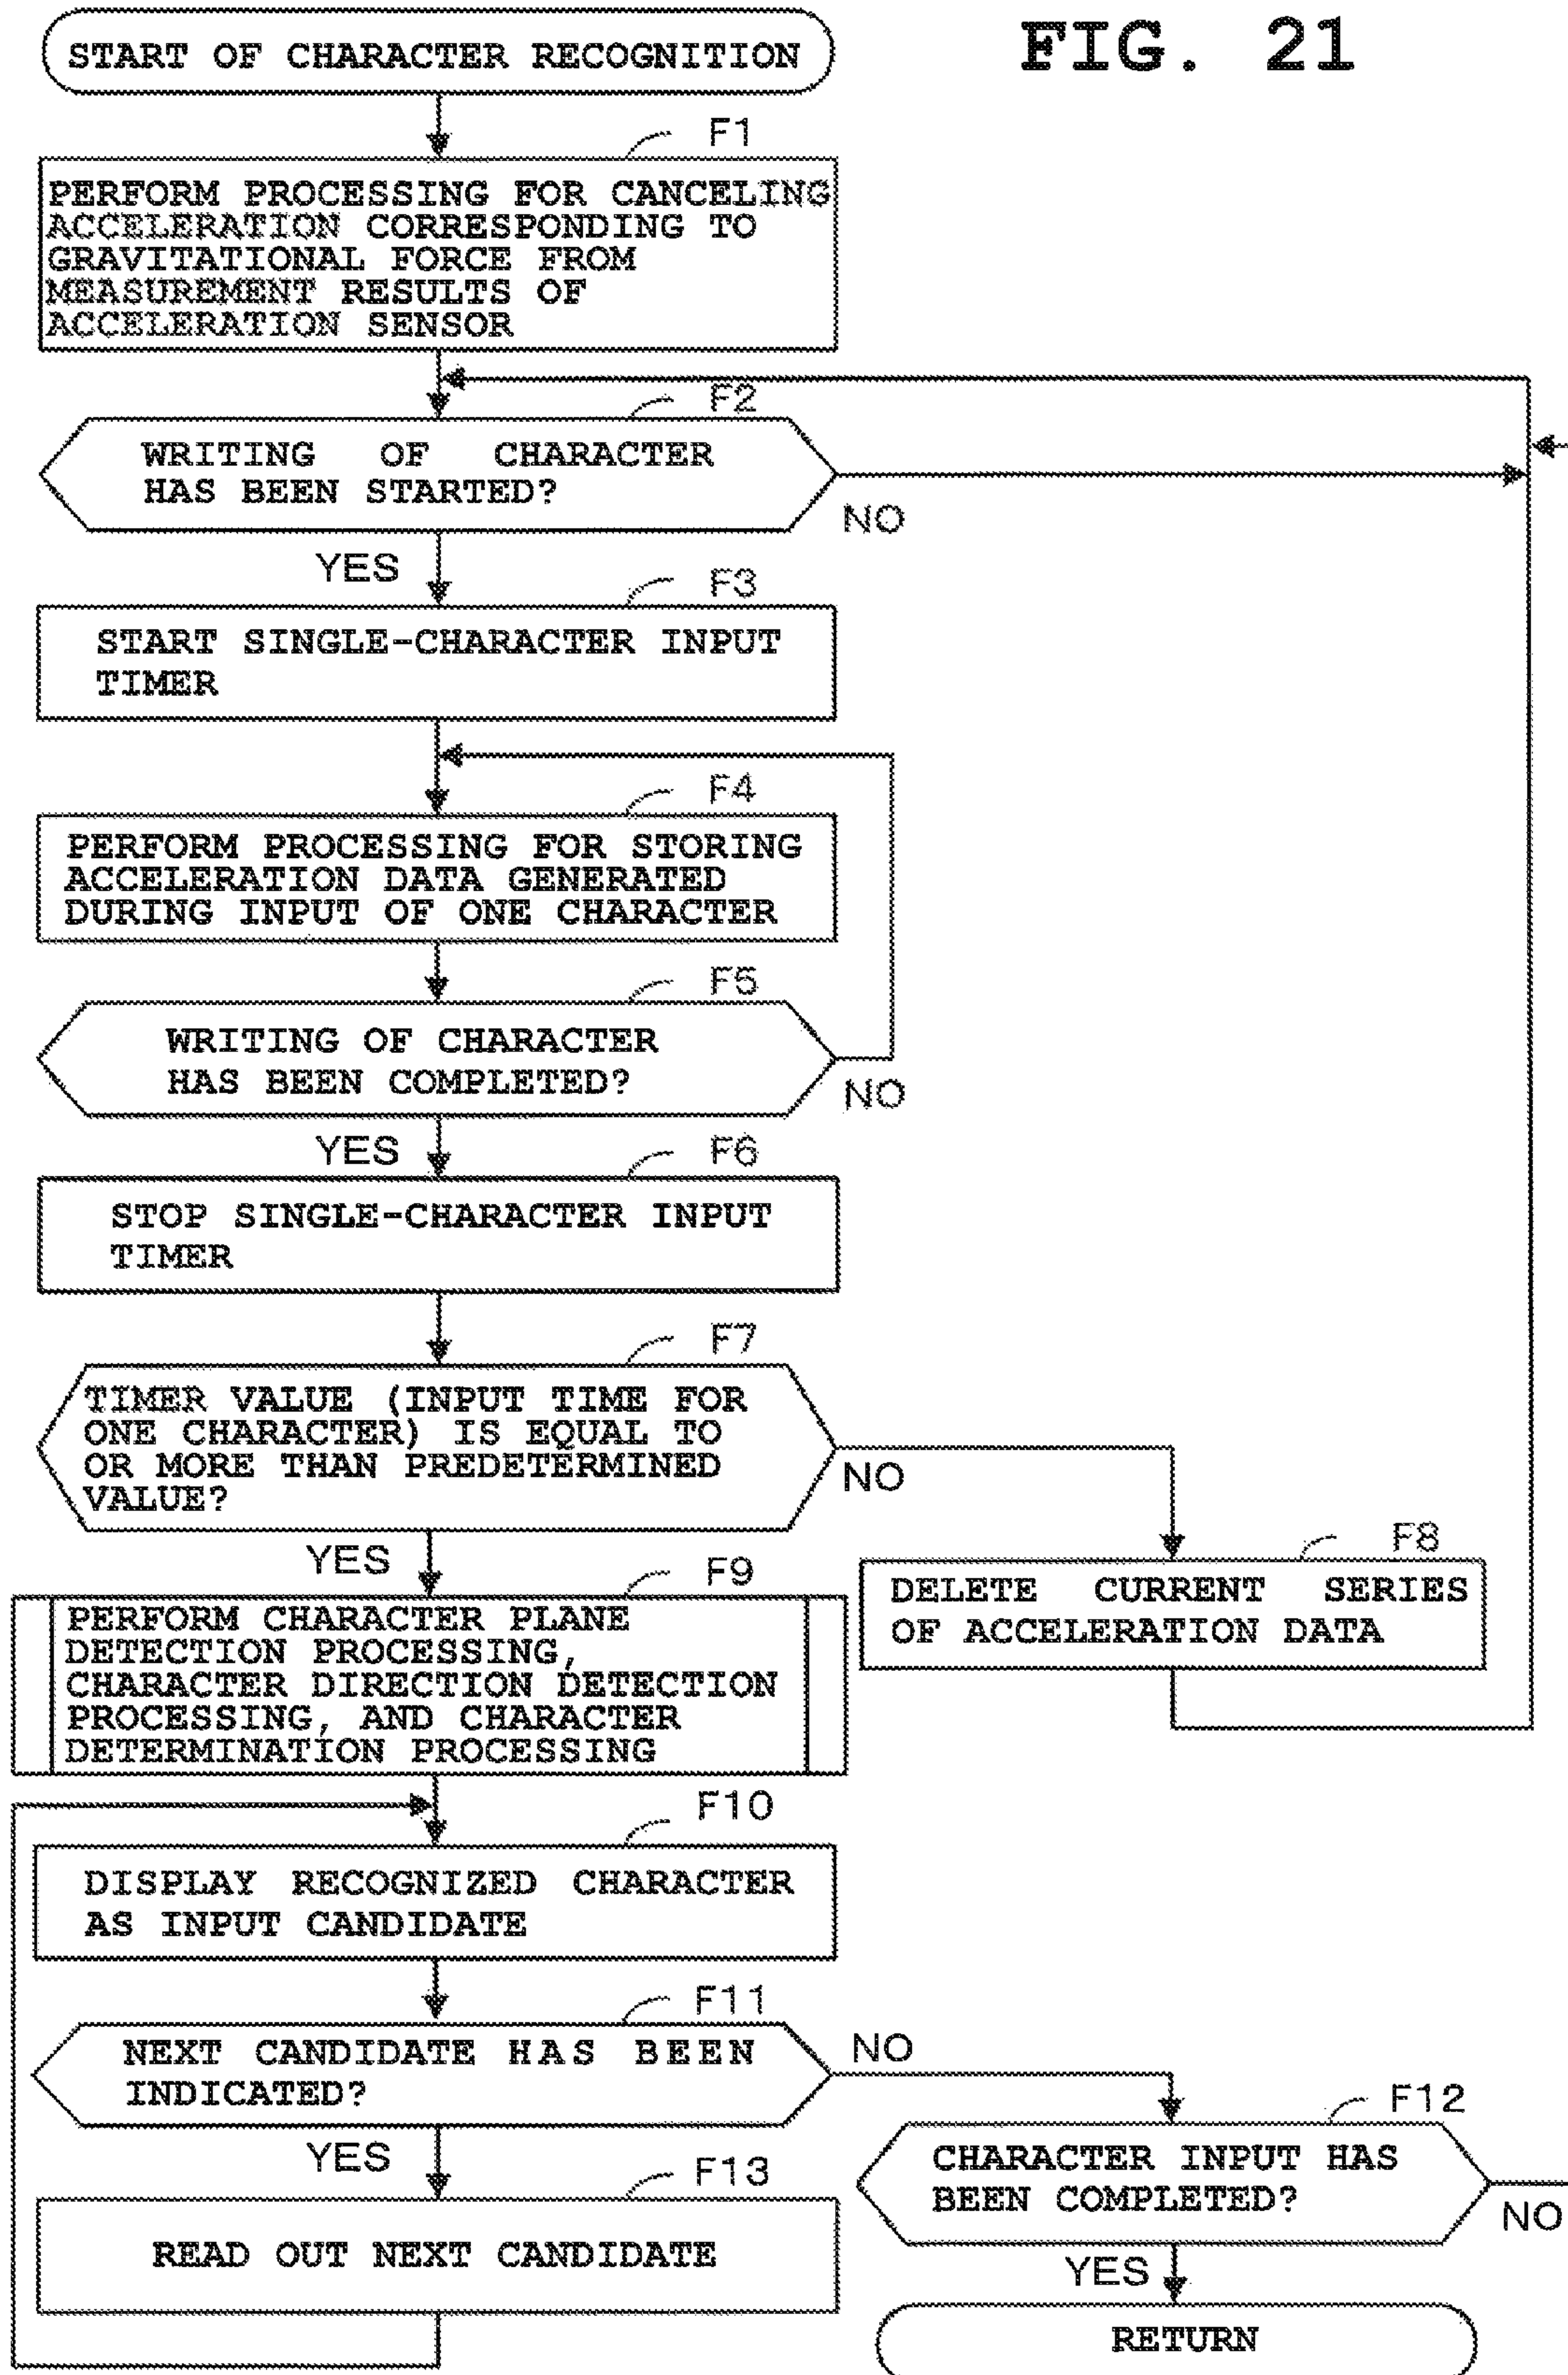 FIG. 21
START OF CHARACTER RECOGNITION
F1
PERFORM PROCESSING FOR CANCELING
ACCELERATION CORRESPONDING TO
GRAVITATIONAL FORCE FROM
MEASUREMENT RESULTS OF
ACCELERATION SENSOR
F2
WRITING OF CHARACTER
HAS BEEN STARTED?
NO
YES
F3
START SINGLE-CHARACTER INPUT
TIMER
F4
PERFORM PROCESSING FOR STORING
ACCELERATION DATA GENERATED
DURING INPUT OF ONE CHARACTER
F5
WRITING OF CHARACTER
HAS BEEN COMPLETED?
NO
YES
F6
STOP SINGLE-CHARACTER INPUT
TIMER
F7
TIMER VALUE (INPUT TIME FOR
ONE CHARACTER) IS EQUAL TO
OR MORE THAN PREDETERMINED
VALUE?
NO
YES
F8
DELETE CURRENT SERIES
OF ACCELERATION DATA
F9
PERFORM CHARACTER PLANE
DETECTION PROCESSING,
CHARACTER DIRECTION DETECTION
PROCESSING, AND CHARACTER
DETERMINATION PROCESSING
F10
DISPLAY RECOGNIZED CHARACTER
AS INPUT CANDIDATE
F11
NEXT CANDIDATE HAS BEEN
INDICATED?
NO
YES
F12
CHARACTER INPUT HAS
BEEN COMPLETED?
NO
YES
F13
READ OUT NEXT CANDIDATE
RETURN